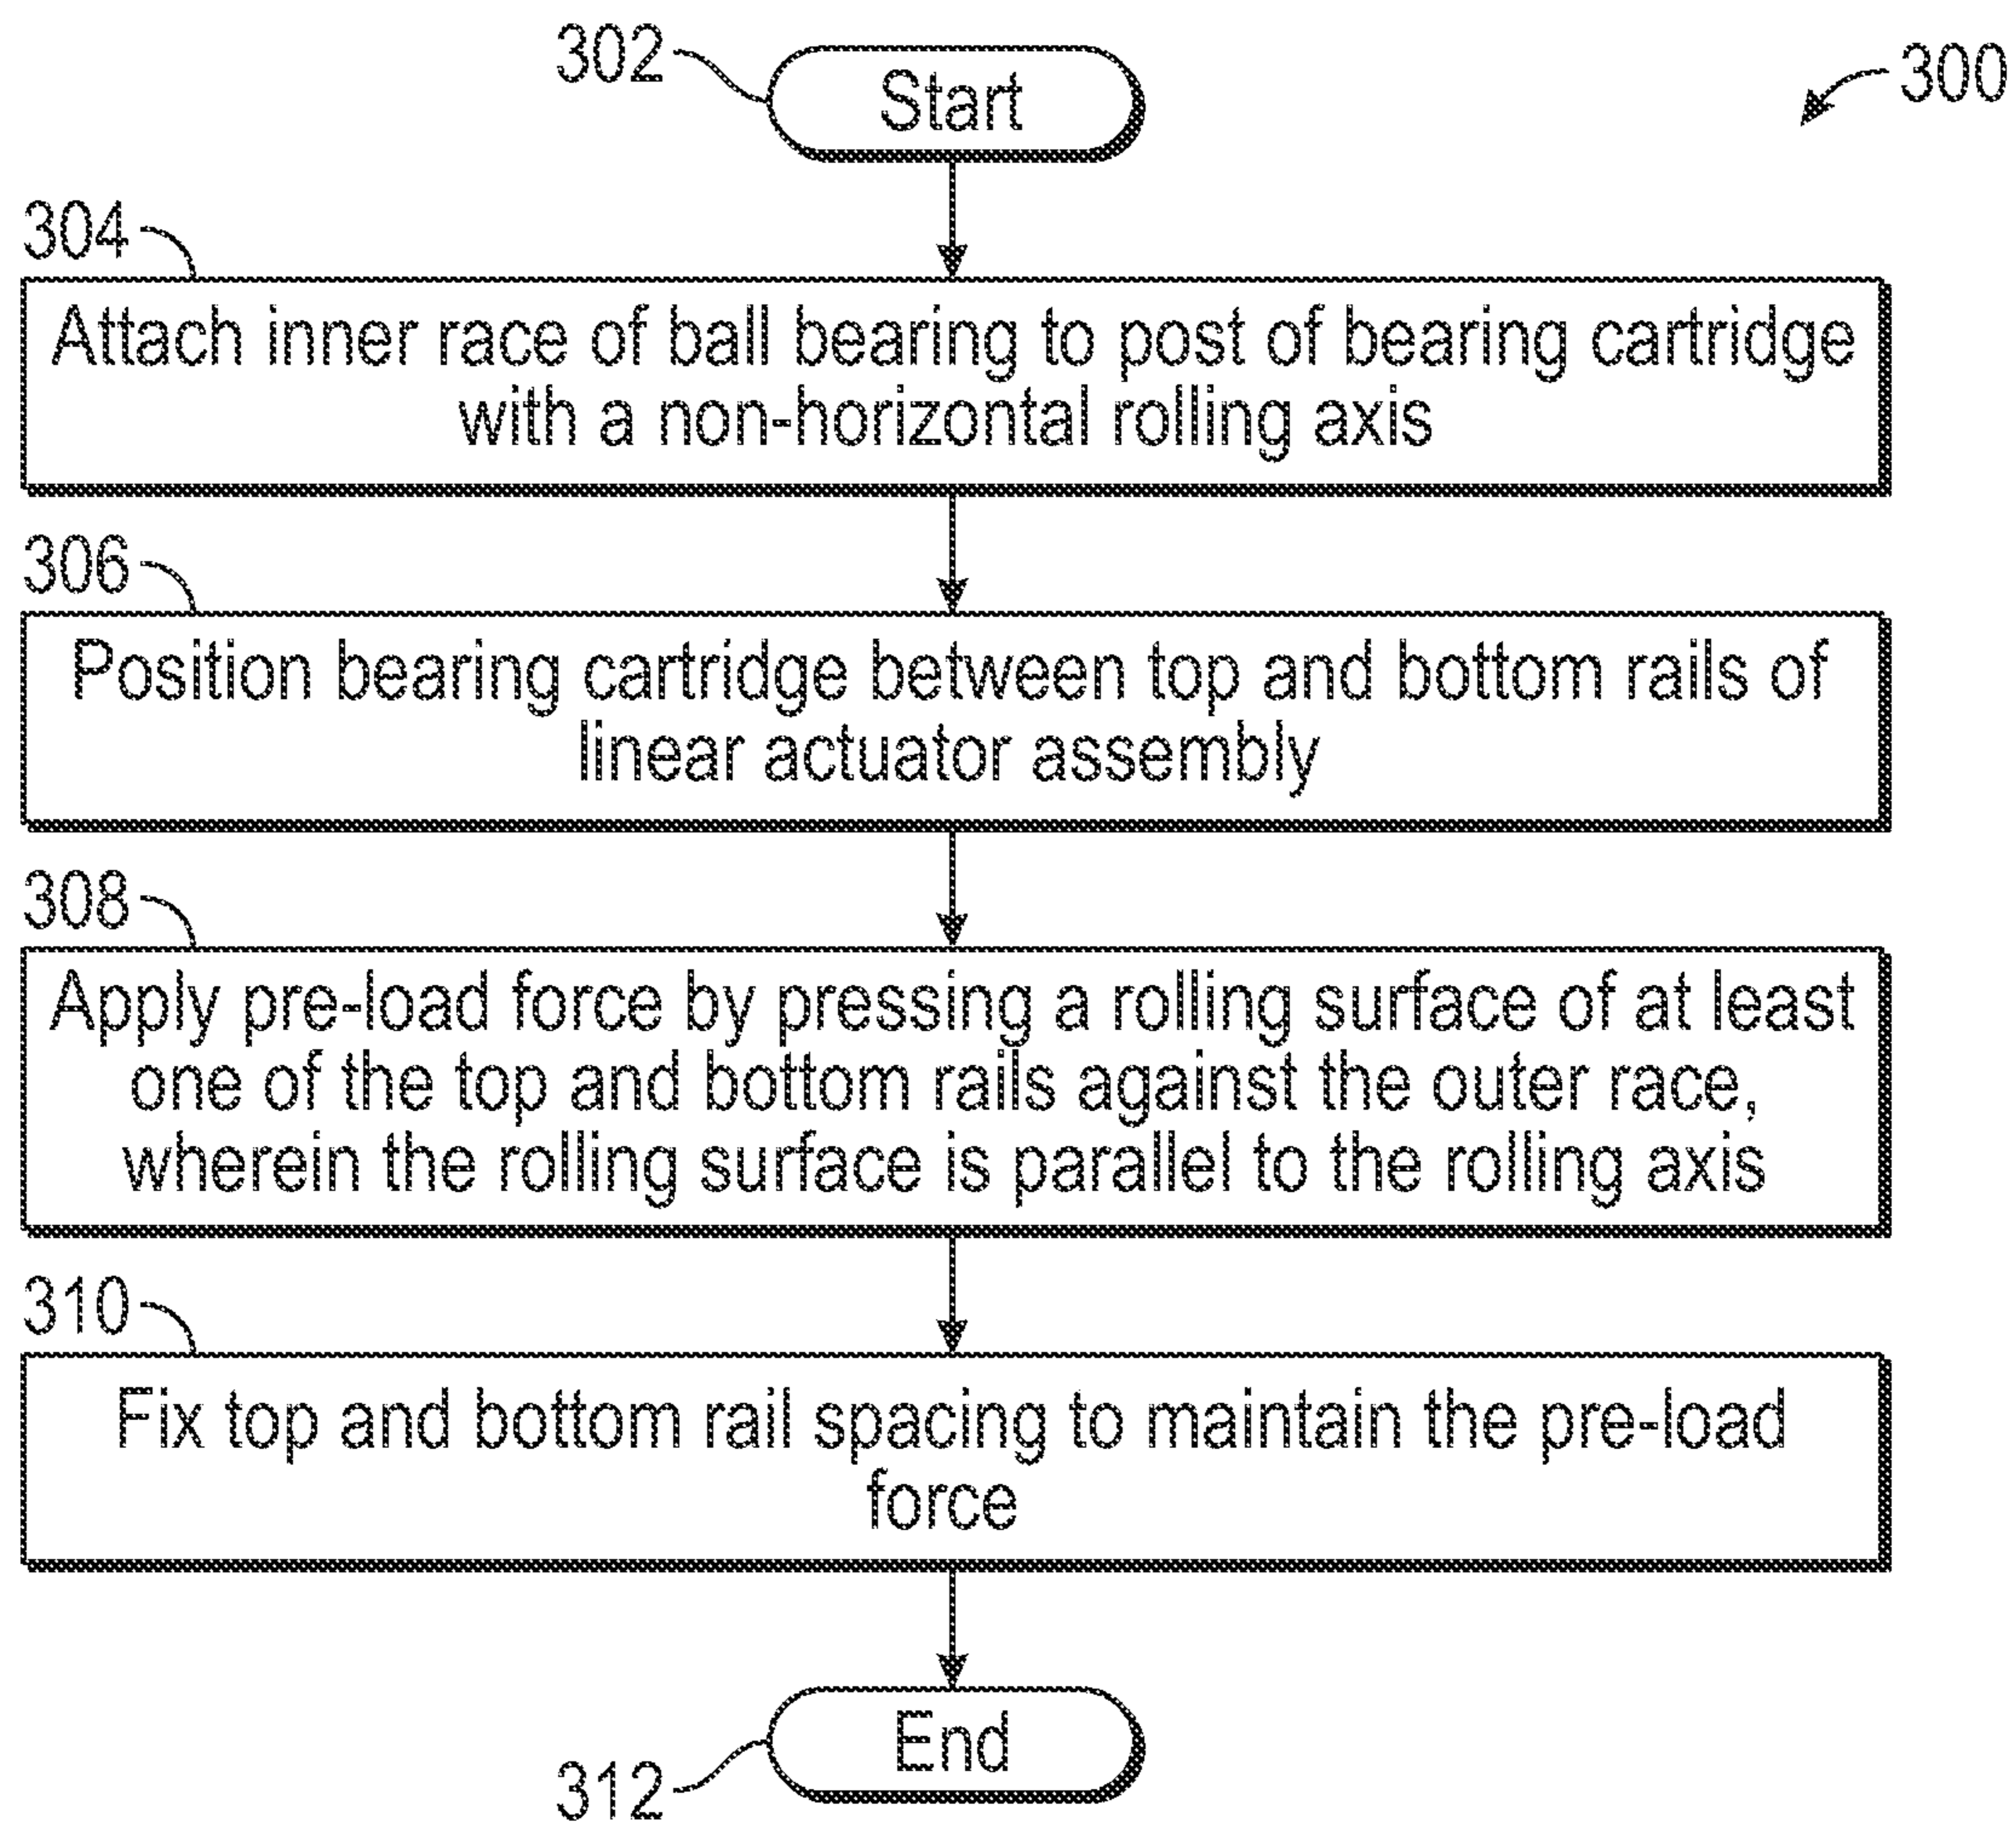 302
Start
300
304
Attach inner race of ball bearing to post of bearing cartridge
with a non-horizontal rolling axis
306
Position bearing cartridge between top and bottom rails of
linear actuator assembly
308
Apply pre-load force by pressing a rolling surface of at least
one of the top and bottom rails against the outer race,
wherein the rolling surface is parallel to the rolling axis
310
Fix top and bottom rail spacing to maintain the pre-load
force
End
312